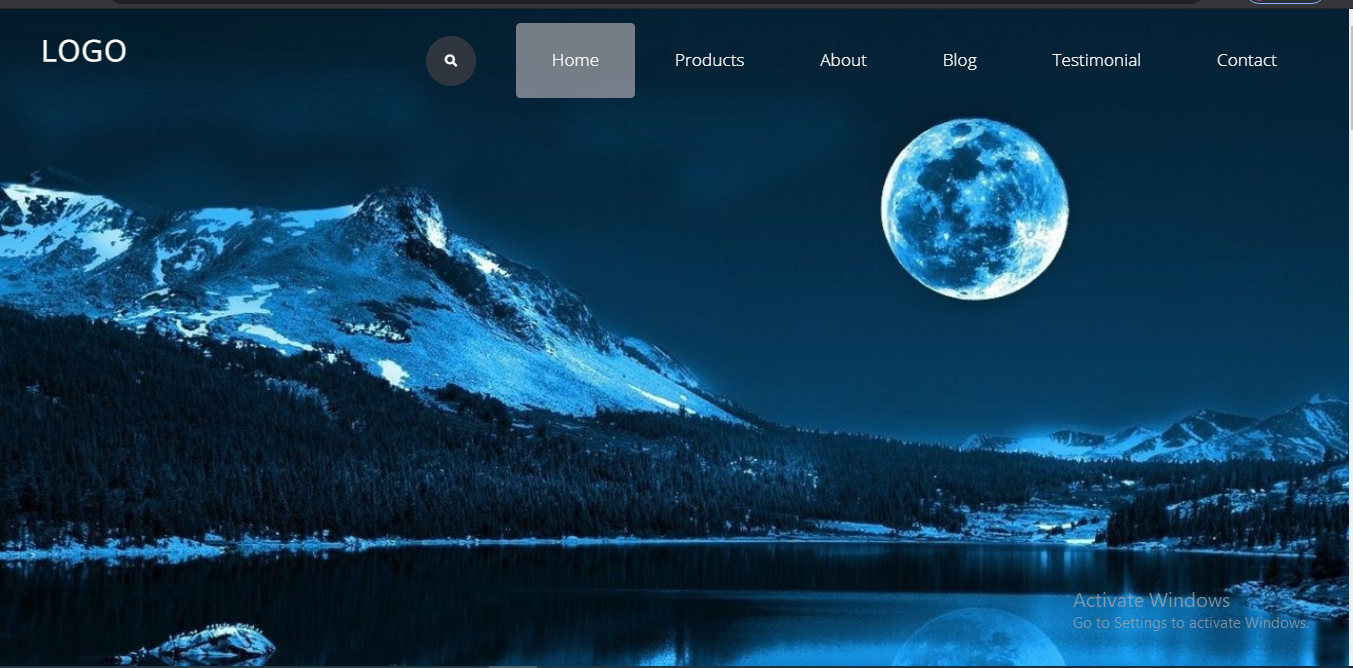 LOGO
Home Products About Blog Testimonial Contact
Activate Windows
Go to Settings to activate Windows.